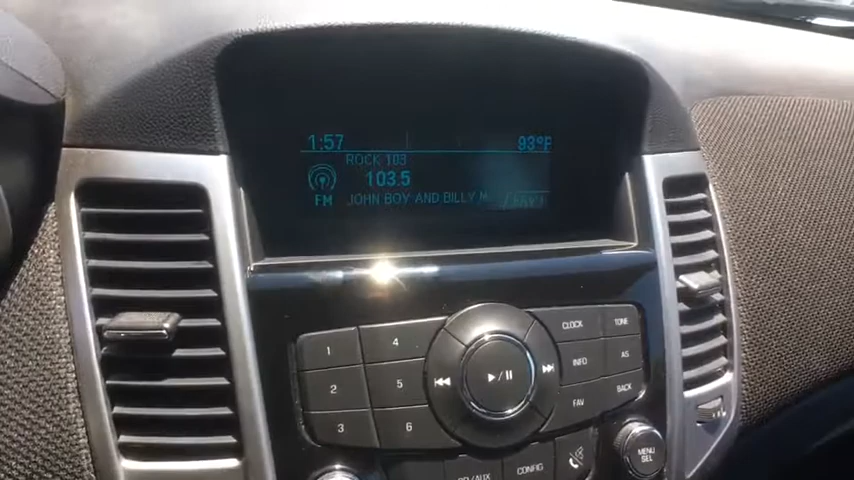 1:57 93°F
ROCK 103
103.5
FM JOHN BOY AND BILLY M
FAV1
1 4 CLOCK TONE
2 5 INFO AS
3 6 FAV BACK
CONFIG
MENU
SEL